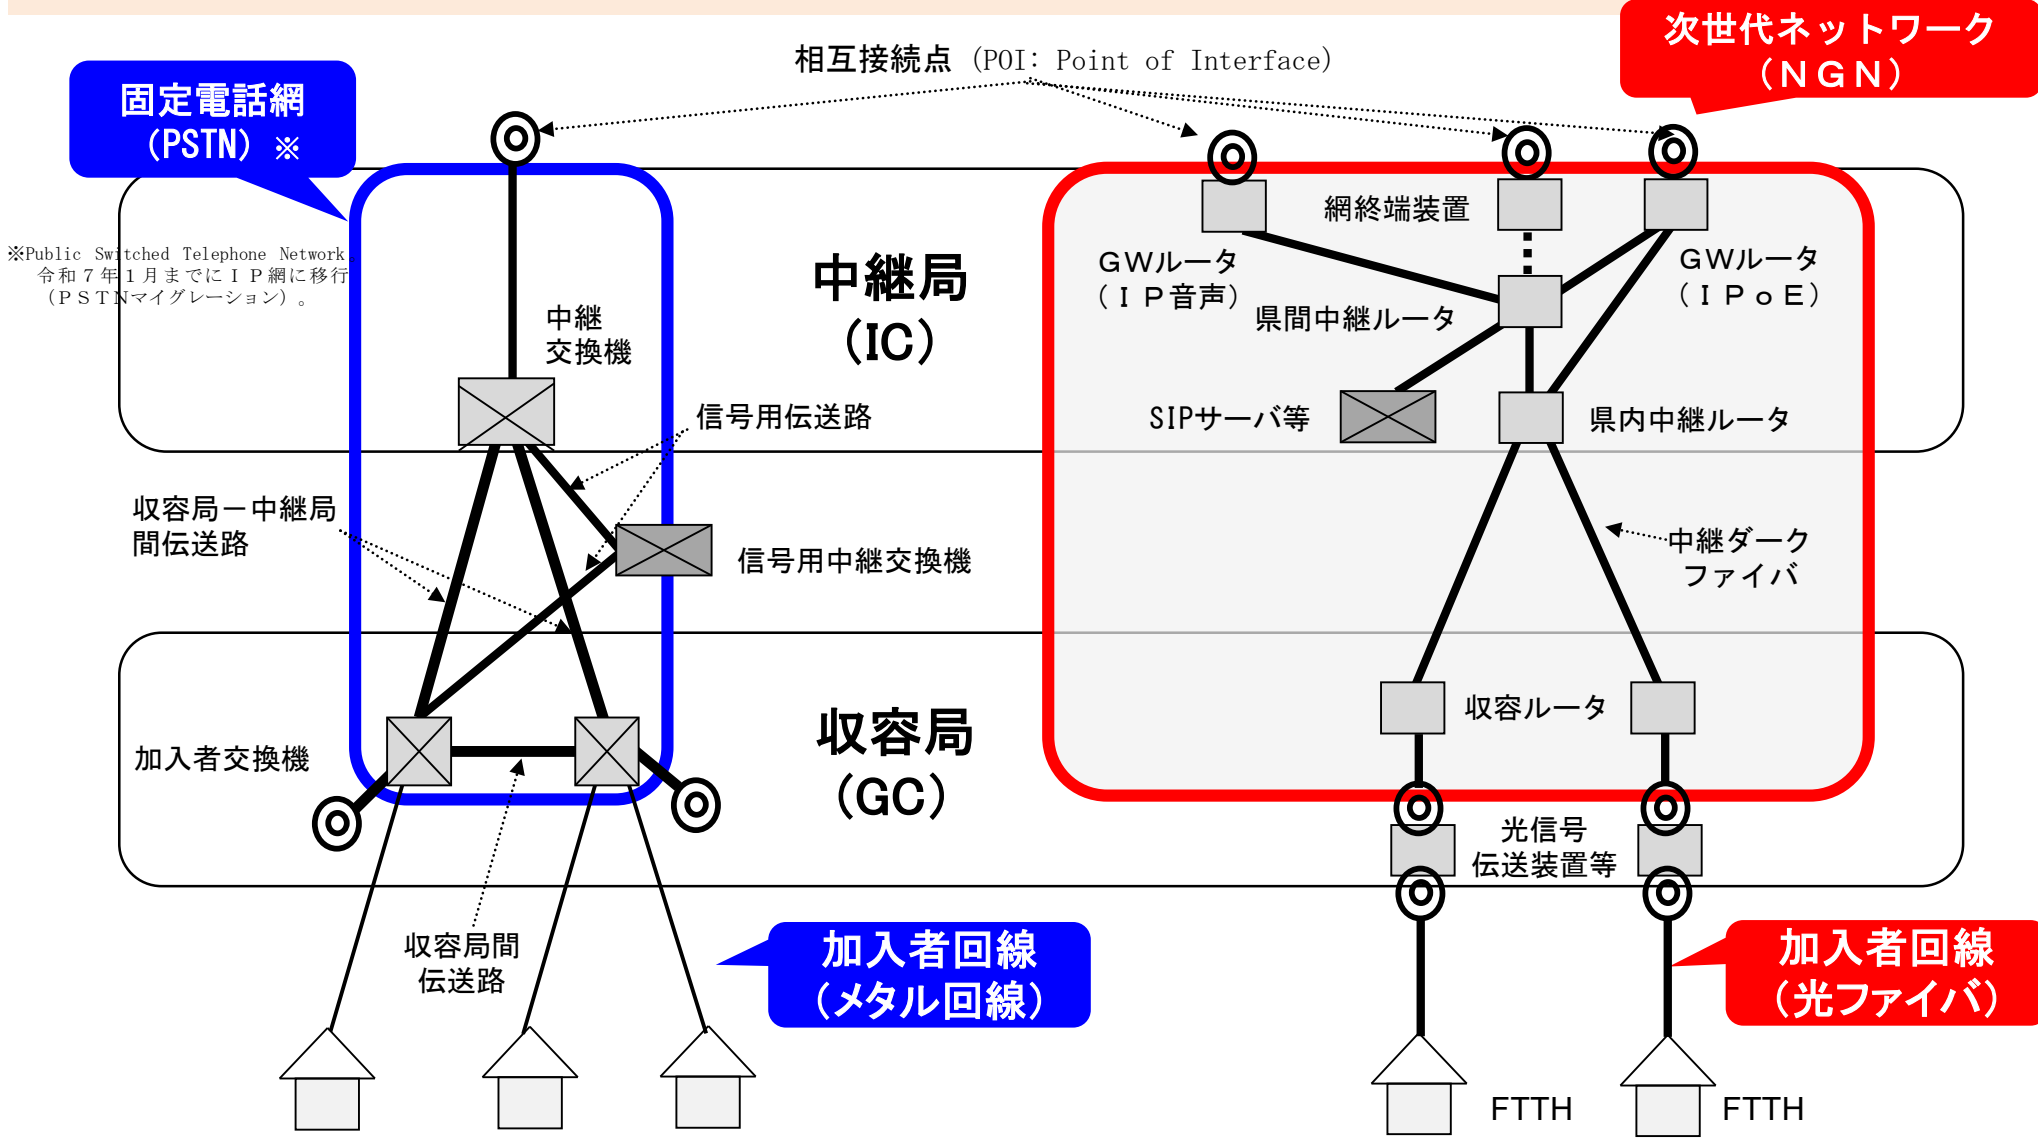 次世代ネットワーク
（ＮＧＮ）
相互接続点（POI: Point of Interface）
固定電話網
（PSTN）※
※Public Switched Telephone Network。
令和７年１月までにＩＰ網に移行
（ＰＳＴＮマイグレーション）。
中継局
（IC）
網終端装置
ＧＷルータ
（ＩＰ音声）
ＧＷルータ
（ＩＰｏＥ）
県間中継ルータ
中継
交換機
信号用伝送路
SIPサーバ等
県内中継ルータ
収容局－中継局
間伝送路
信号用中継交換機
中継ダーク
ファイバ
収容局
（GC）
収容ルータ
加入者交換機
光信号
伝送装置等
収容局間
伝送路
加入者回線
（メタル回線）
加入者回線
（光ファイバ）
FTTH
FTTH